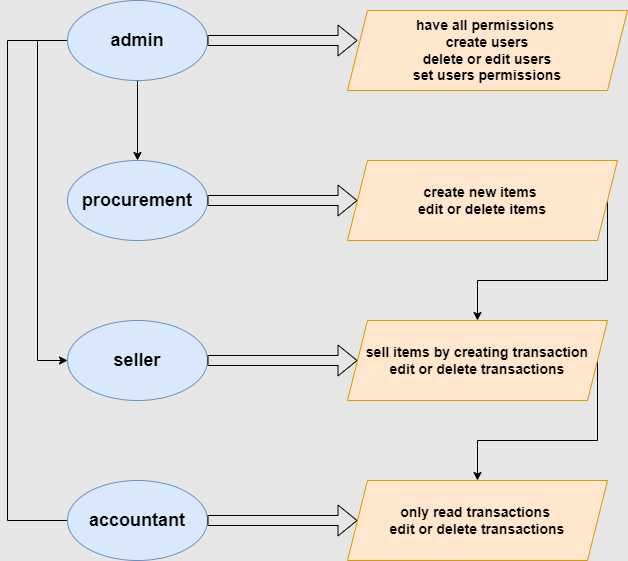 admin
have all permissions
create users
delete or edit users
set users permissions
procurement
create new items
edit or delete items
seller
sell items by creating transaction
edit or delete transactions
accountant
only read transactions
edit or delete transactions